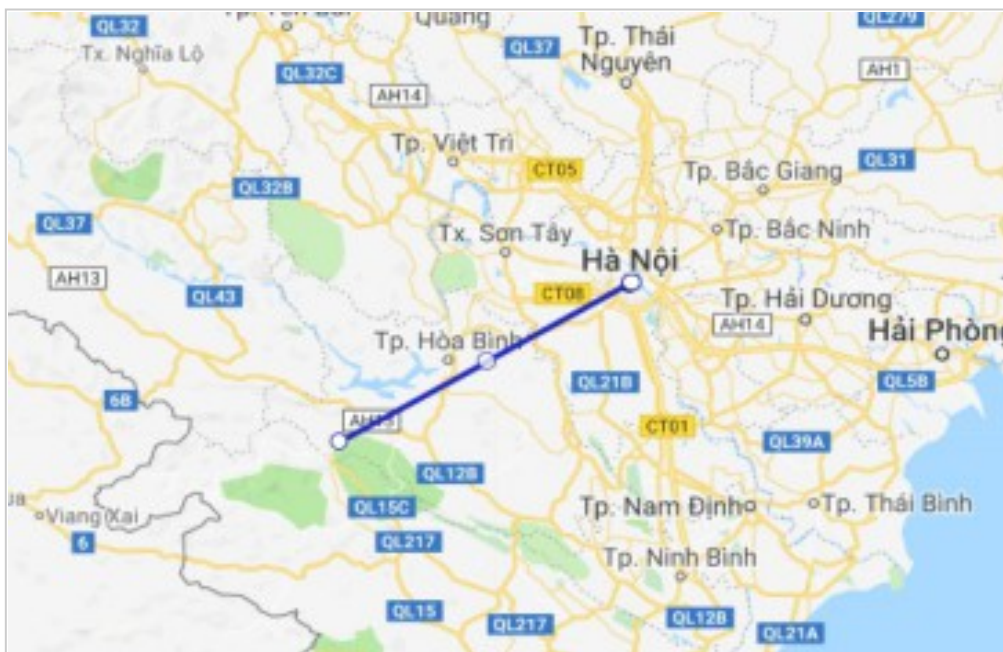 QL32
Quang
QL279
Tx. Nghĩa Lộ
QL37
Tp. Thái
Nguyên
QL32C
AH14
AH1
Tp. Việt Trì
CT05
QL31
Tp. Bắc Giang
QL32B
QL37
Tx. Sơn Tây
Tp. Bắc Ninh
Hà Nội
AH13
QL43
CT08
Tp. Hải Dương
AH14
Tp. Hòa Bình
Hải Phòng
6B
QL21B
QL5B
CT01
QL39A
QL12B
QL15C
Viang Xai
Tp. Nam Định
Tp. Thái Bình
6
QL217
Tp. Ninh Bình
QL15
QL217
QL12B
QL21A